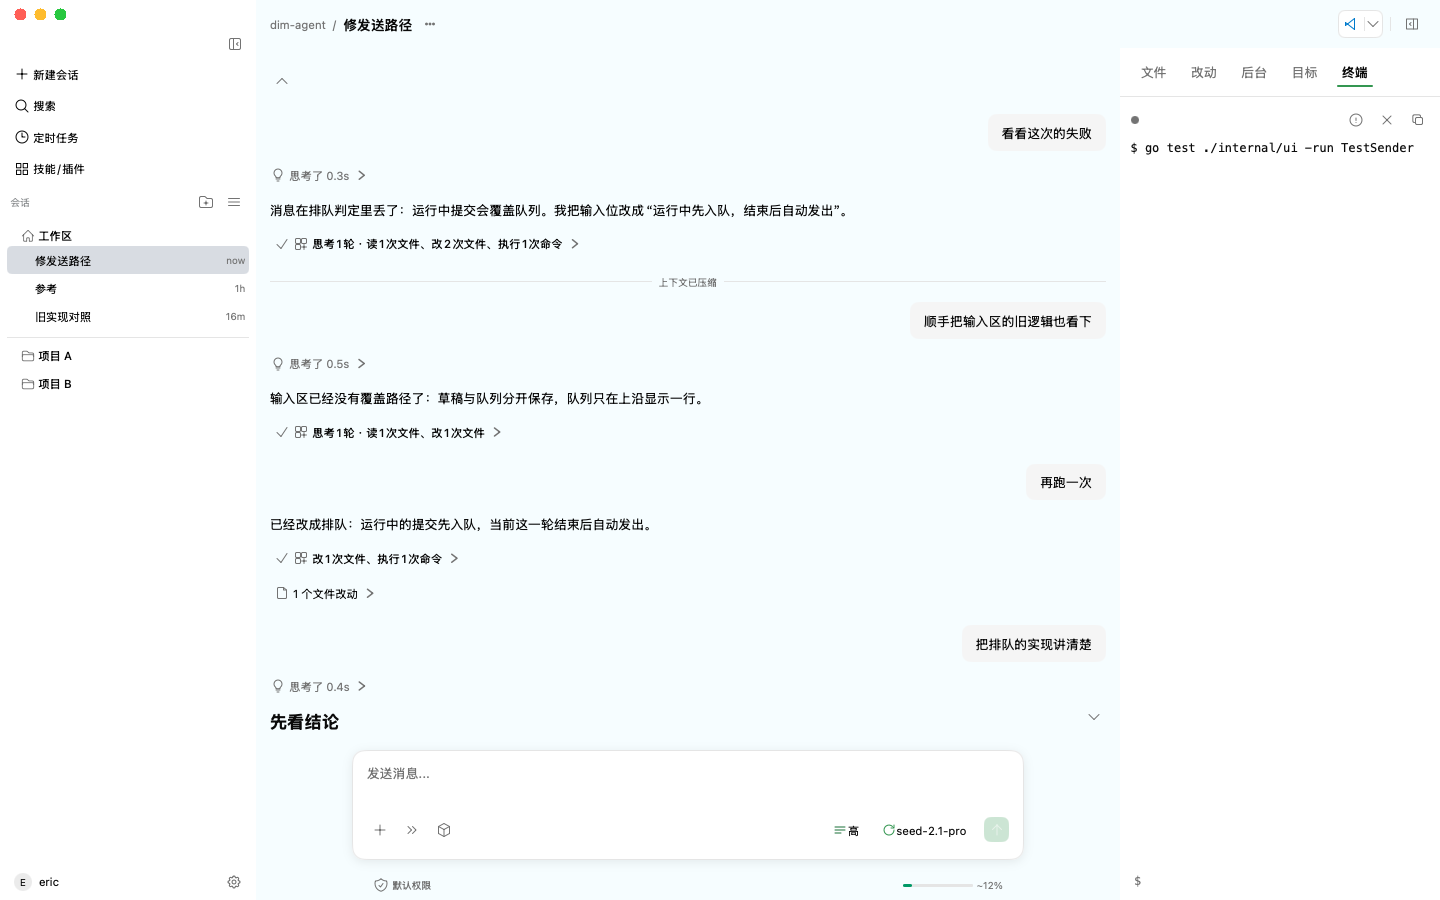 新建会话
搜索
定时任务
技能/插件
会话
工作区
修发送路径 now
参考 1h
旧实现对照 16m
项目 A
项目 B
E eric
dim-agent / 修发送路径 ···
看看这次的失败
思考了 0.3s
消息在排队判定里丢了：运行中提交会覆盖队列。我把输入位改成“运行中先入队，结束后自动发出”。
思考1轮 · 读1次文件、改2次文件、执行1次命令
上下文已压缩
顺手把输入区的旧逻辑也看下
思考了 0.5s
输入区已经没有覆盖路径了：草稿与队列分开保存，队列只在上沿显示一行。
思考1轮 · 读1次文件、改1次文件
再跑一次
已经改成排队：运行中的提交先入队，当前这一轮结束后自动发出。
改1次文件、执行1次命令
1 个文件改动
把排队的实现讲清楚
思考了 0.4s
先看结论
发送消息...
高 seed-2.1-pro
默认权限 ~12%
文件 改动 后台 目标 终端
$ go test ./internal/ui -run TestSender
$